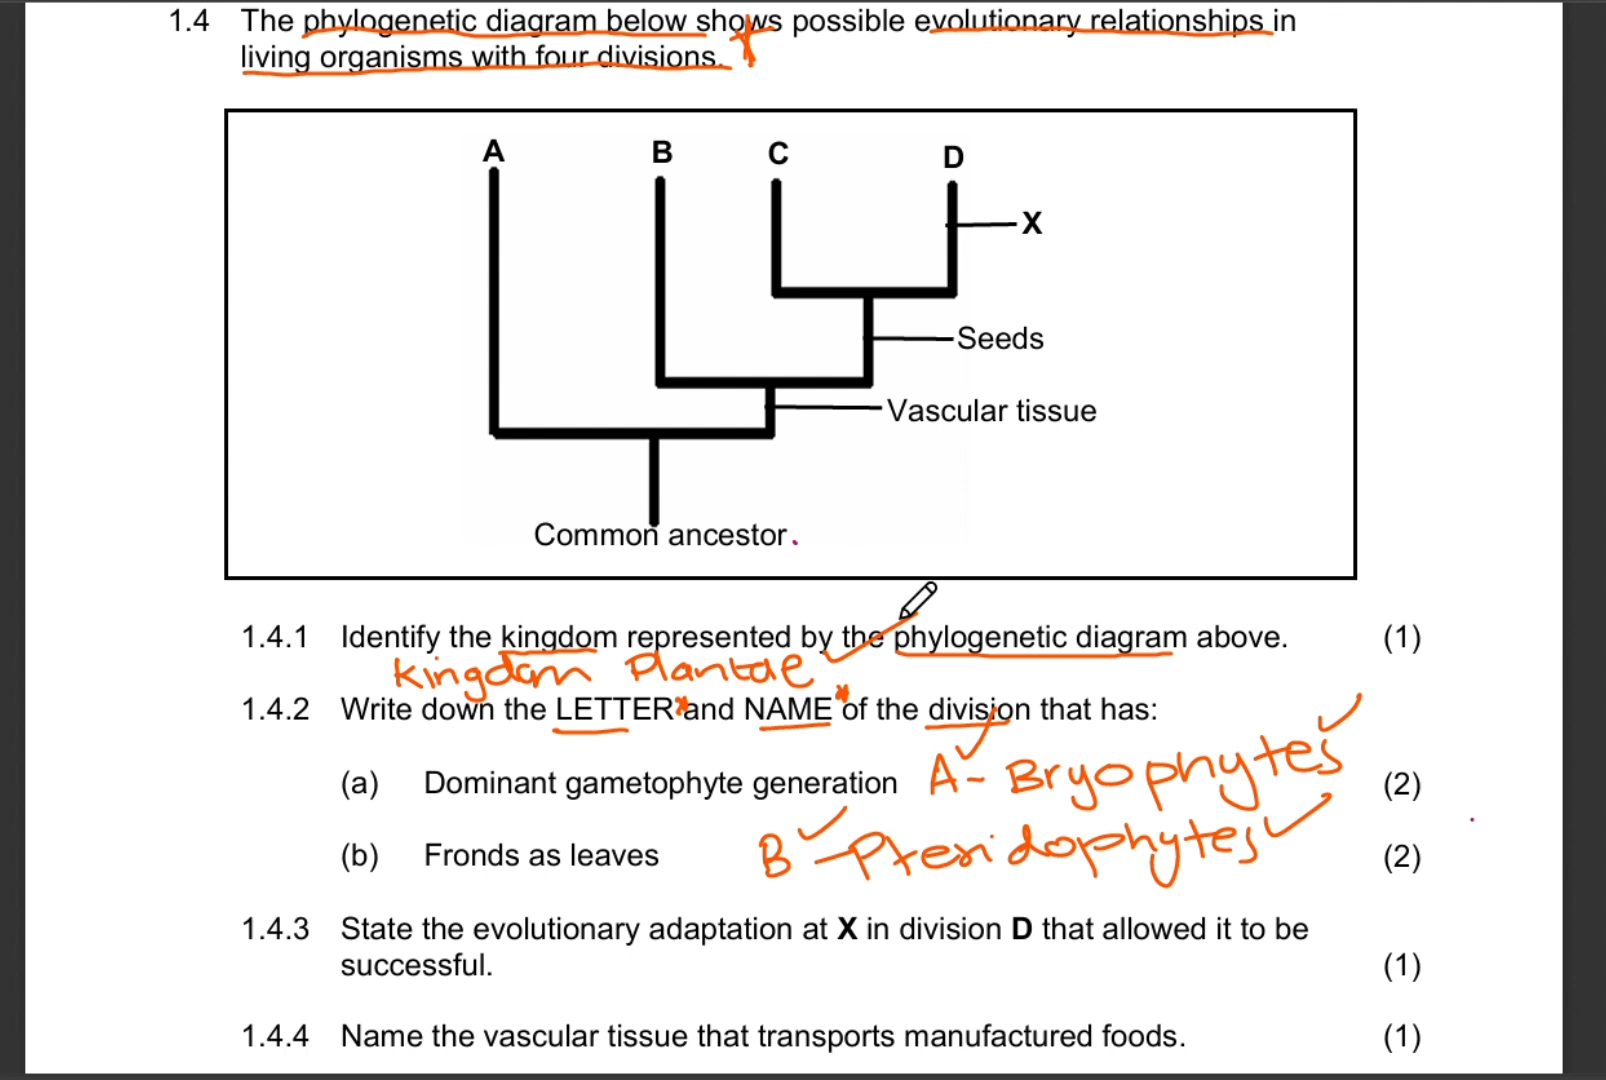 1.4 The phylogenetic diagram below shows possible evolutionary relationships in
living organisms with four divisions.
A B C D
X
Seeds
Vascular tissue
Common ancestor.
1.4.1 Identify the kingdom represented by the phylogenetic diagram above. (1)
Kingdom Plantae
1.4.2 Write down the LETTER and NAME of the division that has:
(a) Dominant gametophyte generation A - Bryophytes (2)
(b) Fronds as leaves B - Pteridophytes (2)
1.4.3 State the evolutionary adaptation at X in division D that allowed it to be
successful. (1)
1.4.4 Name the vascular tissue that transports manufactured foods. (1)